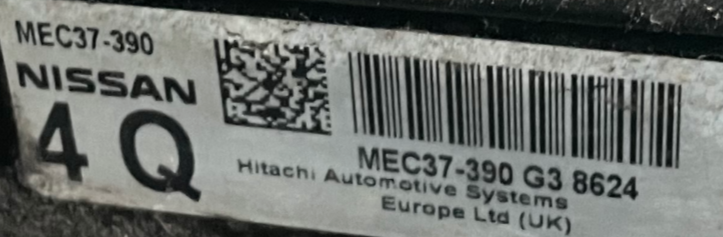 MEC37-390
NISSAN
4 Q
MEC37-390 G3 8624
Hitachi Automotive Systems
Europe Ltd (UK)